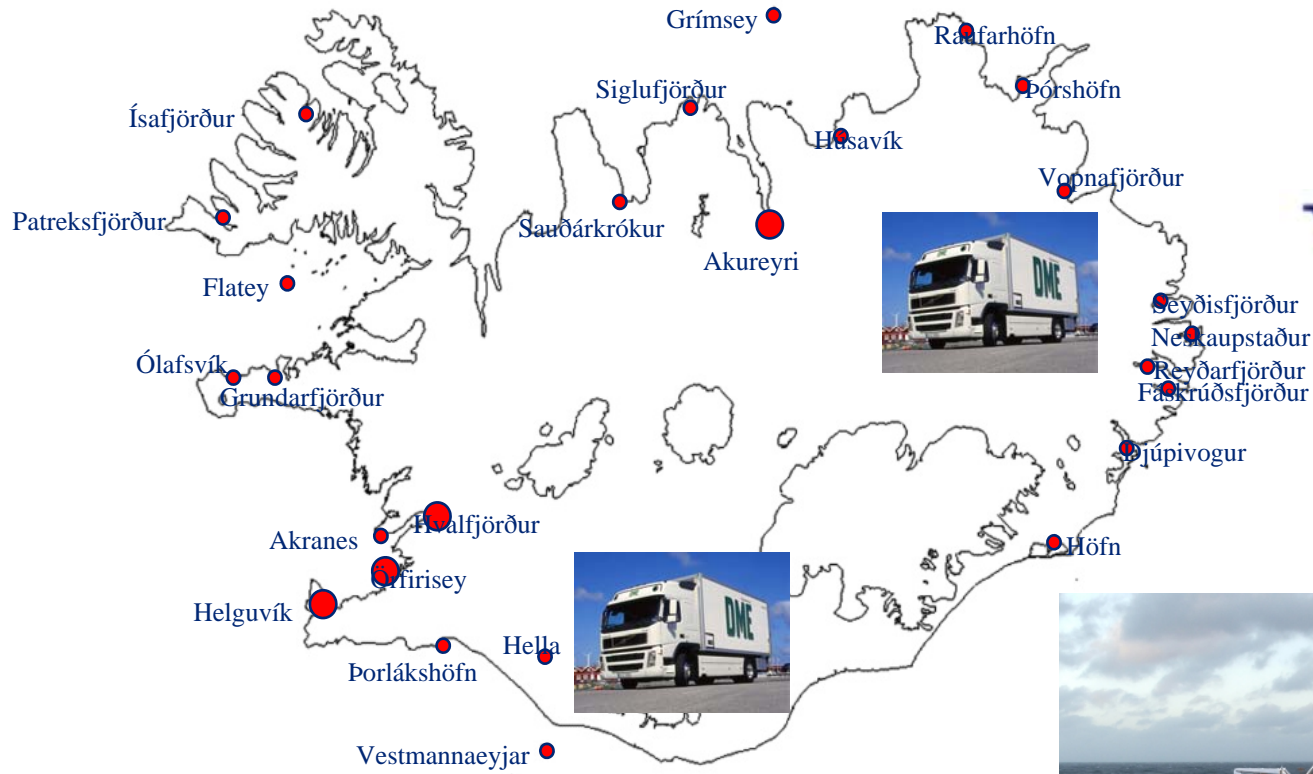 Grímsey
Raufarhöfn
Siglufjörður
Þórshöfn
Ísafjörður
Húsavík
Vopnafjörður
Patreksfjörður
Sauðárkrókur
Akureyri
DME
Flatey
Seyðisfjörður
Neskaupstaður
Ólafsvík
Reyðarfjörður
Grundarfjörður
Fáskrúðsfjörður
Djúpivogur
Hvalfjörður
Akranes
Höfn
Örfirisey
Helguvík
DME
Hella
Þorlákshöfn
Vestmannaeyjar